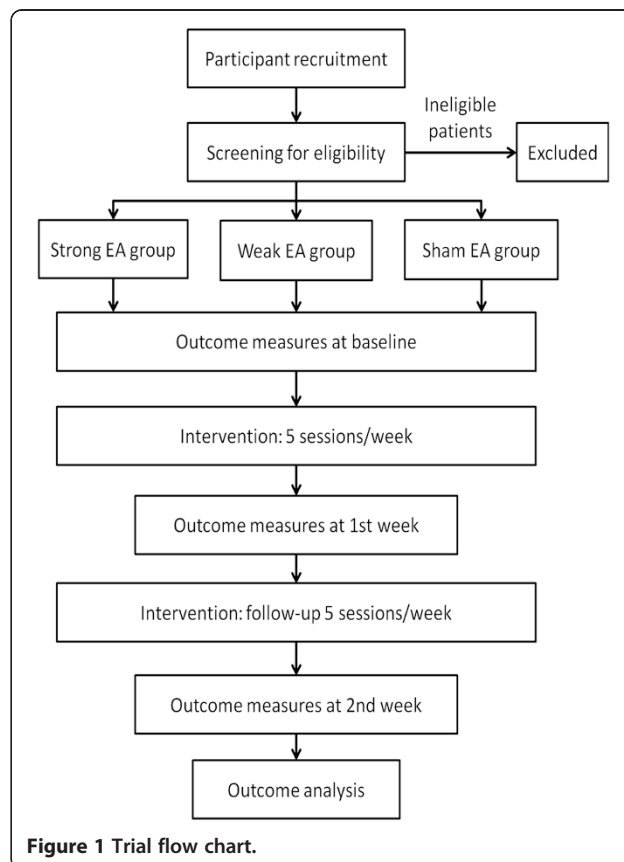 Participant recruitment
Ineligible
patients
Screening for eligibility
Excluded
Strong EA group
Weak EA group
Sham EA group
Outcome measures at baseline
Intervention: 5 sessions/week
Outcome measures at 1st week
Intervention: follow-up 5 sessions/week
Outcome measures at 2nd week
Outcome analysis
Figure 1 Trial flow chart.